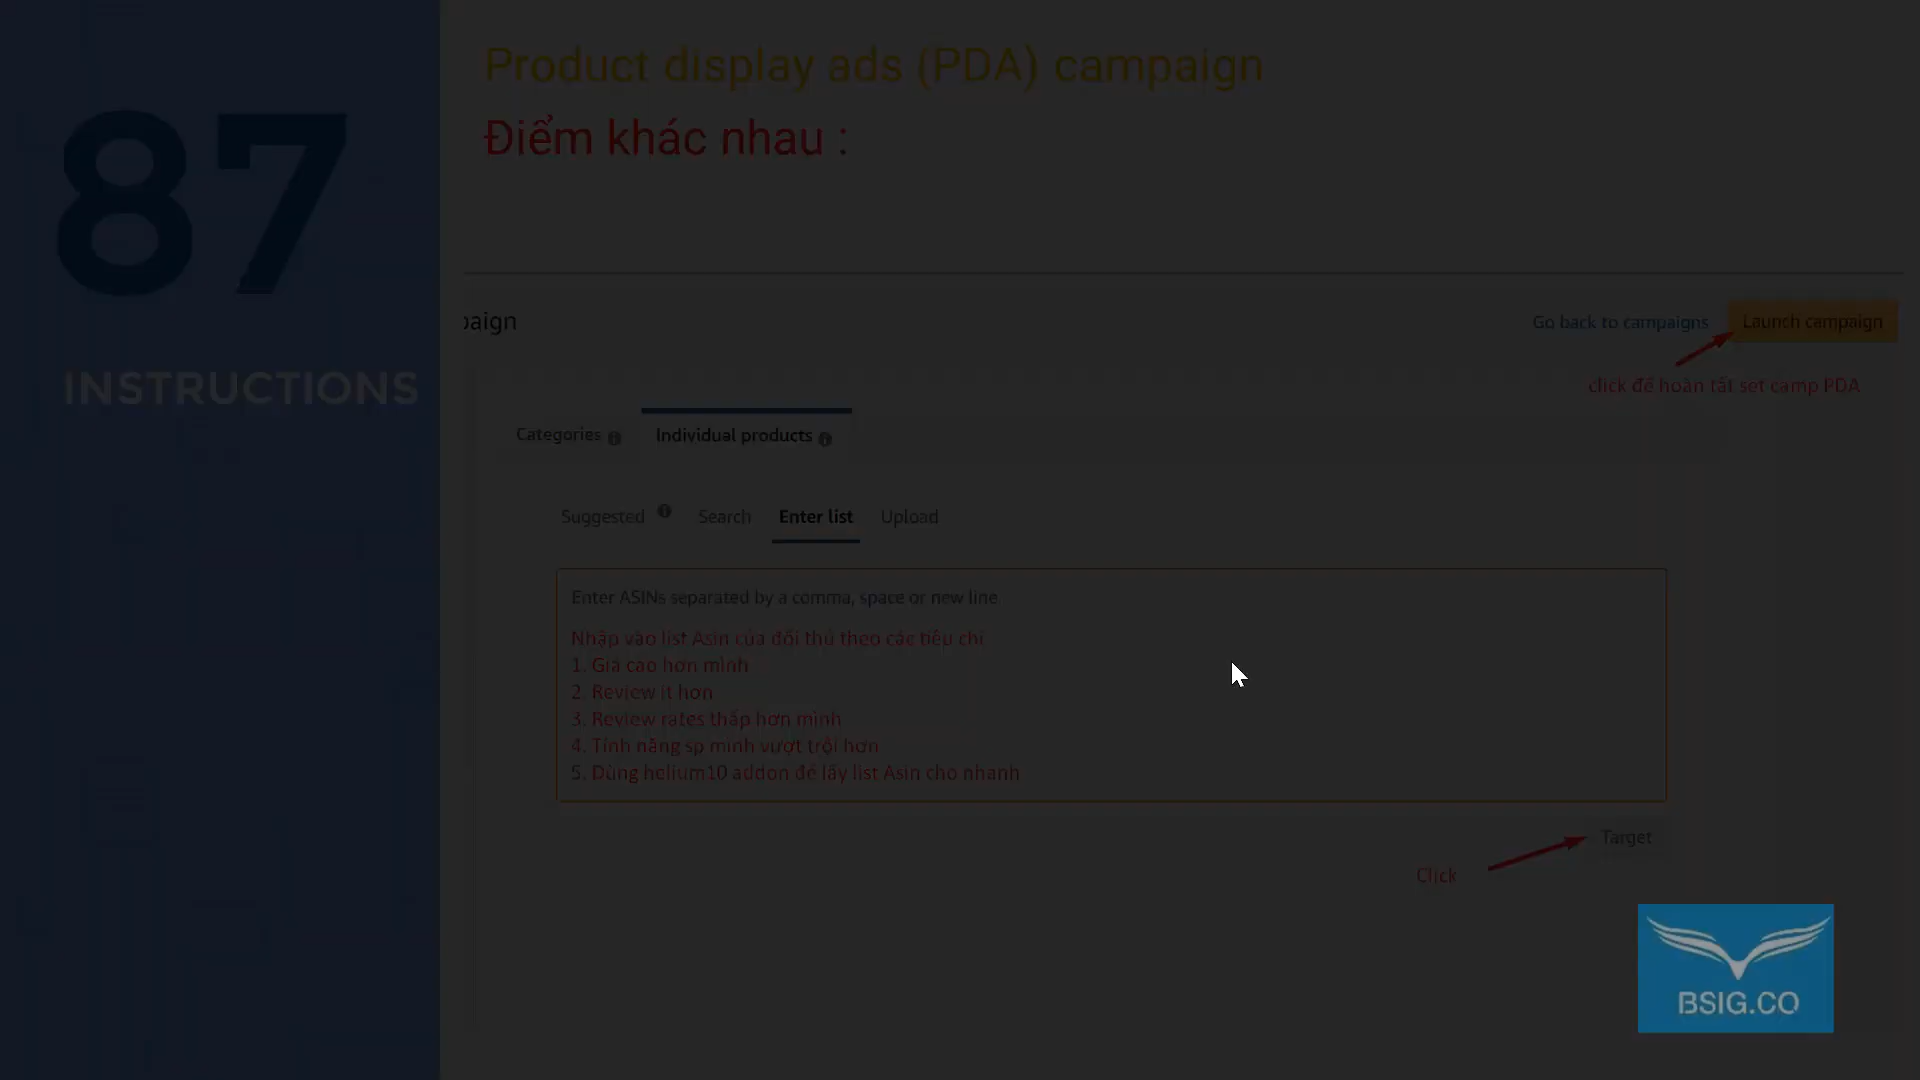 87
INSTRUCTIONS
Product display ads (PDA) campaign
Điểm khác nhau :
paign
Go back to campaigns
Launch campaign
click để hoàn tất set camp PDA
Categories
Individual products
Suggested
Search
Enter list
Upload
Enter ASINs separated by a comma, space or new line
Nhập vào list Asin của đối thủ theo các tiêu chí
1. Giá cao hơn mình
2. Review ít hơn
3. Review rates thấp hơn mình
4. Tính năng sp mình vượt trội hơn
5. Dùng helium10 addon để lấy list Asin cho nhanh
Target
Click
BSIG.CO